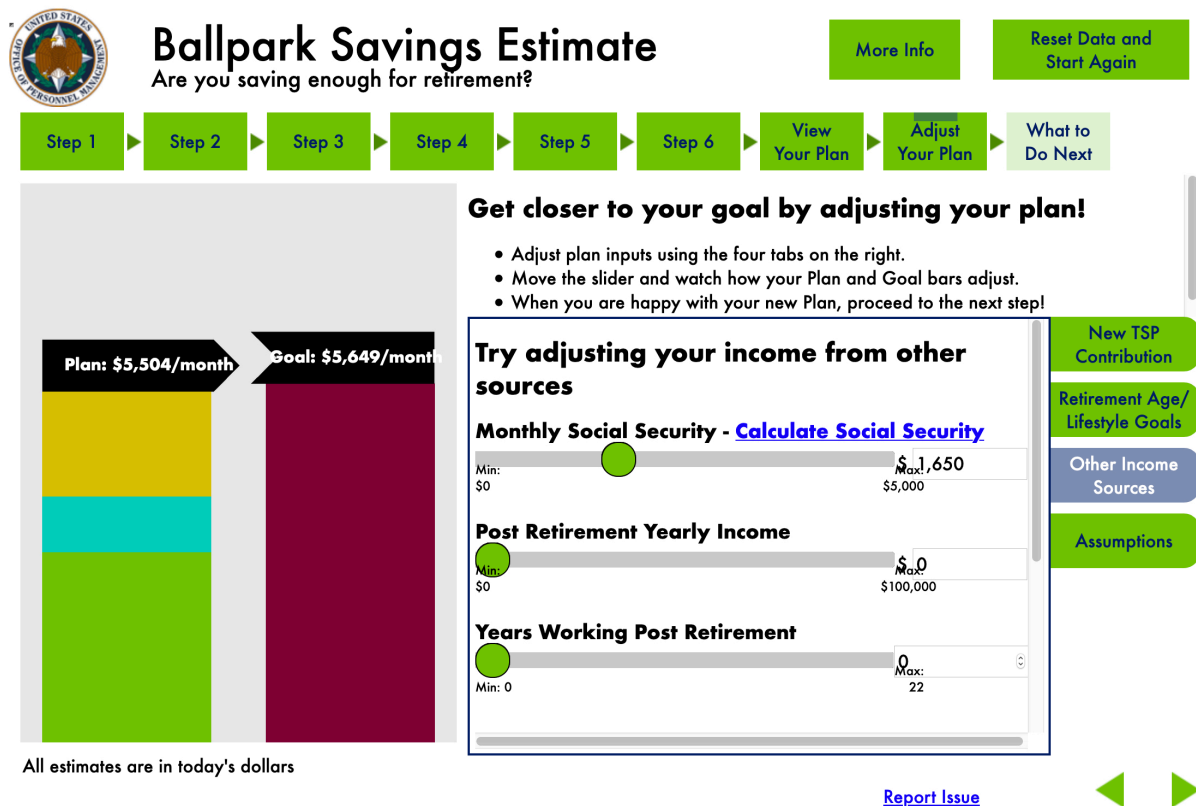 UNITED STATES
OFFICE OF PERSONNEL MANAGEMENT
Ballpark Savings Estimate
Are you saving enough for retirement?
More Info
Reset Data and
Start Again
Step 1
Step 2
Step 3
Step 4
Step 5
Step 6
View
Your Plan
Adjust
Your Plan
What to
Do Next
Plan: $5,504/month
Goal: $5,649/month
All estimates are in today's dollars
Get closer to your goal by adjusting your plan!
• Adjust plan inputs using the four tabs on the right.
• Move the slider and watch how your Plan and Goal bars adjust.
• When you are happy with your new Plan, proceed to the next step!
Try adjusting your income from other
sources
Monthly Social Security - Calculate Social Security
$ 1,650
Min:
$0
Max:
$5,000
Post Retirement Yearly Income
$ 0
Min:
$0
Max:
$100,000
Years Working Post Retirement
0
Min: 0
Max:
22
New TSP
Contribution
Retirement Age/
Lifestyle Goals
Other Income
Sources
Assumptions
Report Issue